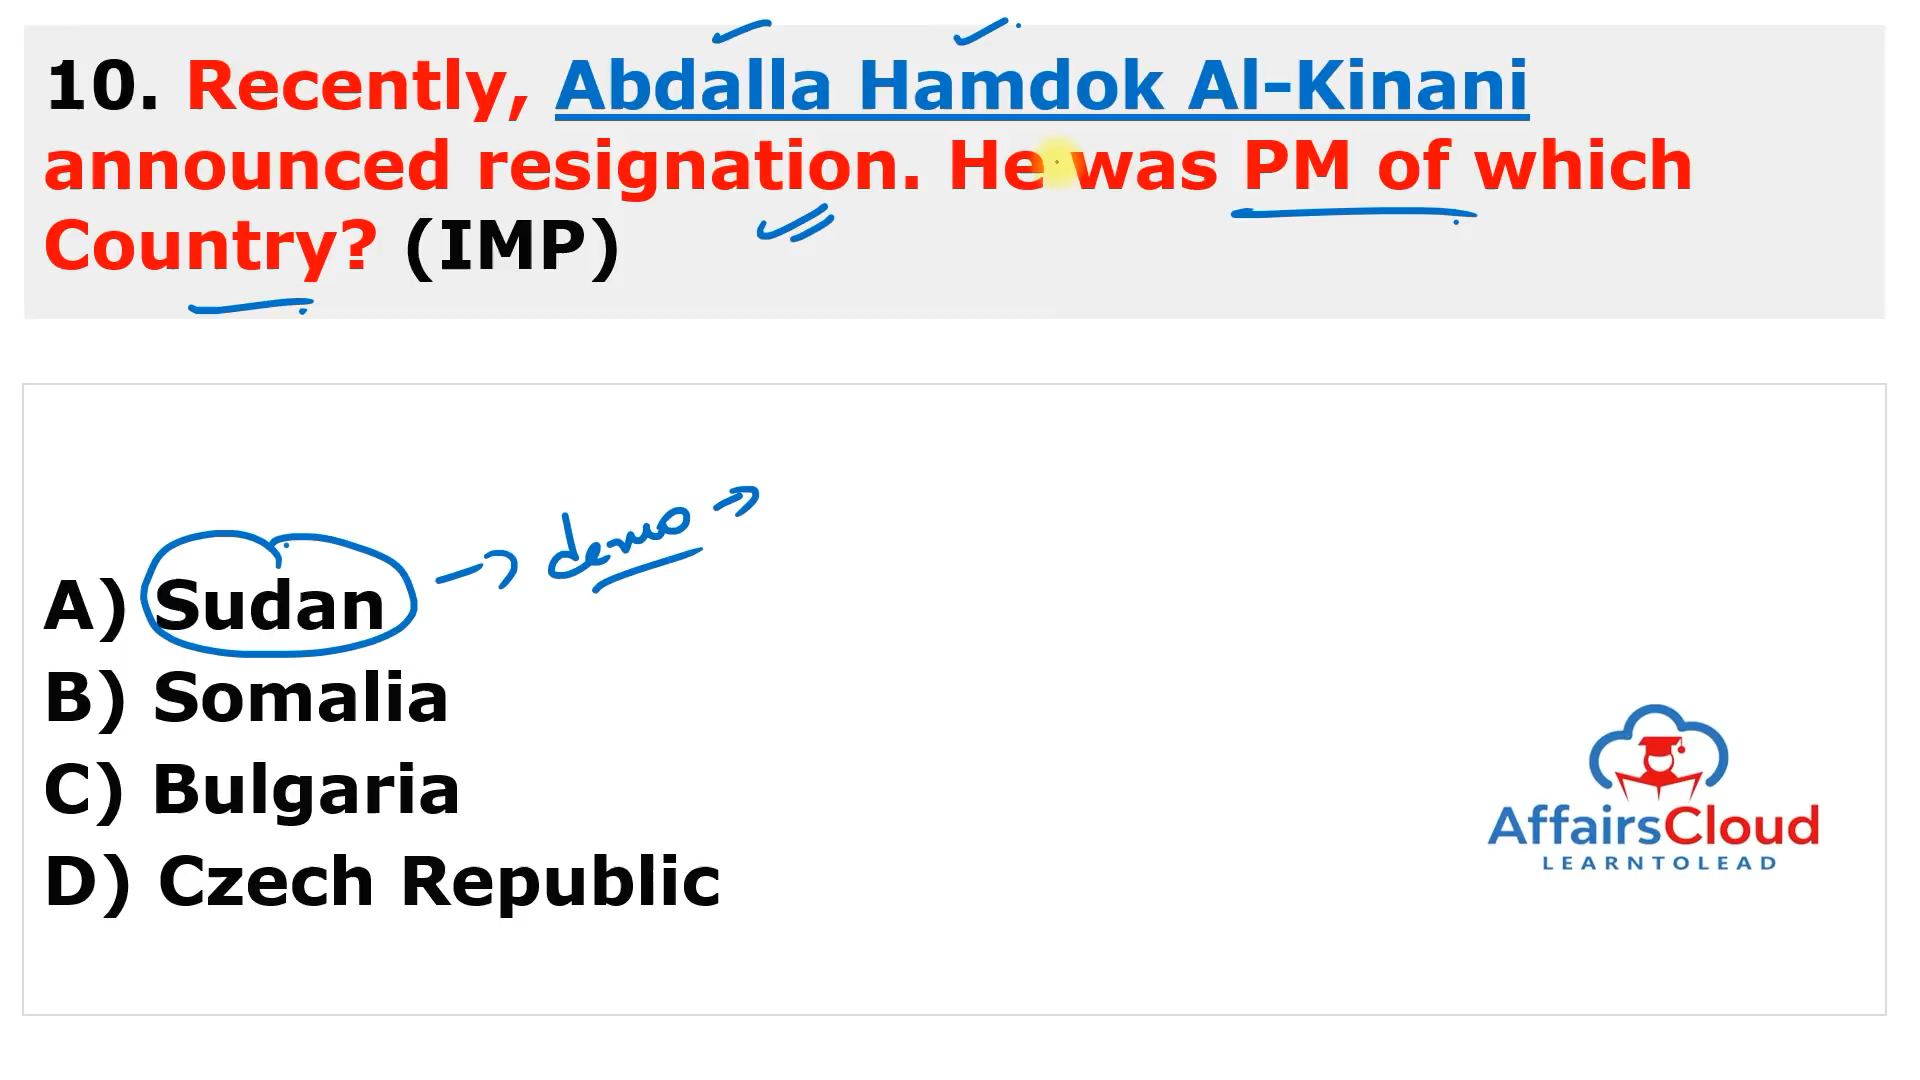 10. Recently, Abdalla Hamdok Al-Kinani
announced resignation. He was PM of which
Country? (IMP)
demo
A) Sudan
B) Somalia
C) Bulgaria
D) Czech Republic
AffairsCloud
LEARNTOLEAD